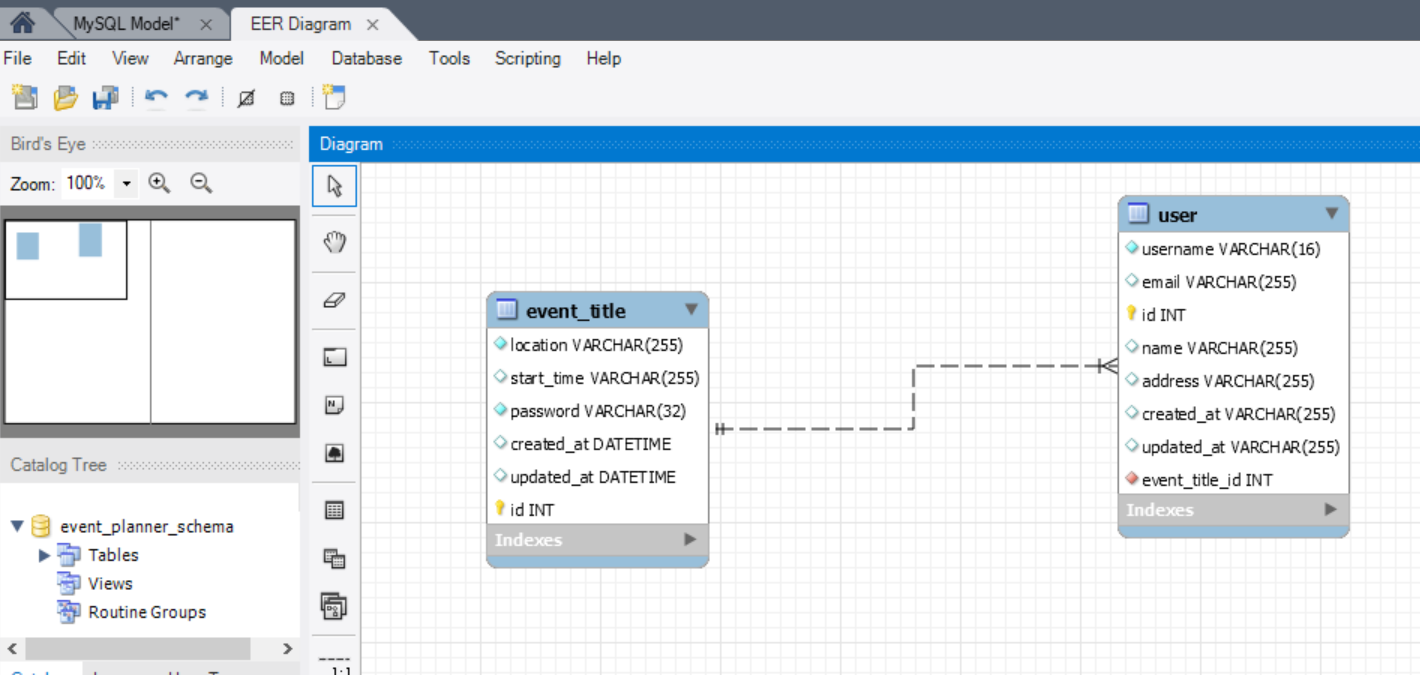 MySQL Model* ×
EER Diagram ×
File Edit View Arrange Model Database Tools Scripting Help
Bird's Eye
Zoom: 100%
Diagram
event_title
location VARCHAR(255)
start_time VARCHAR(255)
password VARCHAR(32)
created_at DATETIME
updated_at DATETIME
id INT
Indexes
user
username VARCHAR(16)
email VARCHAR(255)
id INT
name VARCHAR(255)
address VARCHAR(255)
created_at VARCHAR(255)
updated_at VARCHAR(255)
event_title_id INT
Indexes
Catalog Tree
event_planner_schema
Tables
Views
Routine Groups
1:1